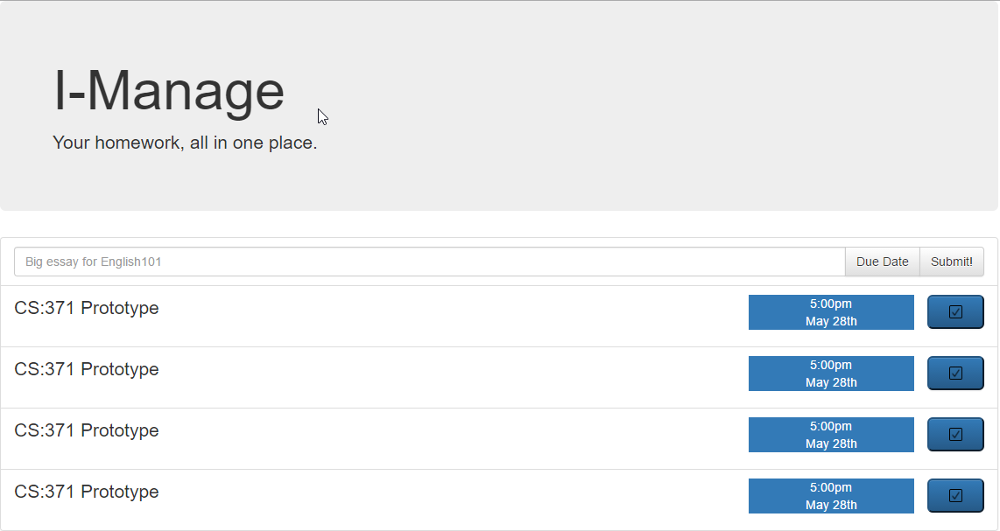 I-Manage
Your homework, all in one place.
Big essay for English101 Due Date Submit!
CS:371 Prototype 5:00pm
May 28th
CS:371 Prototype 5:00pm
May 28th
CS:371 Prototype 5:00pm
May 28th
CS:371 Prototype 5:00pm
May 28th